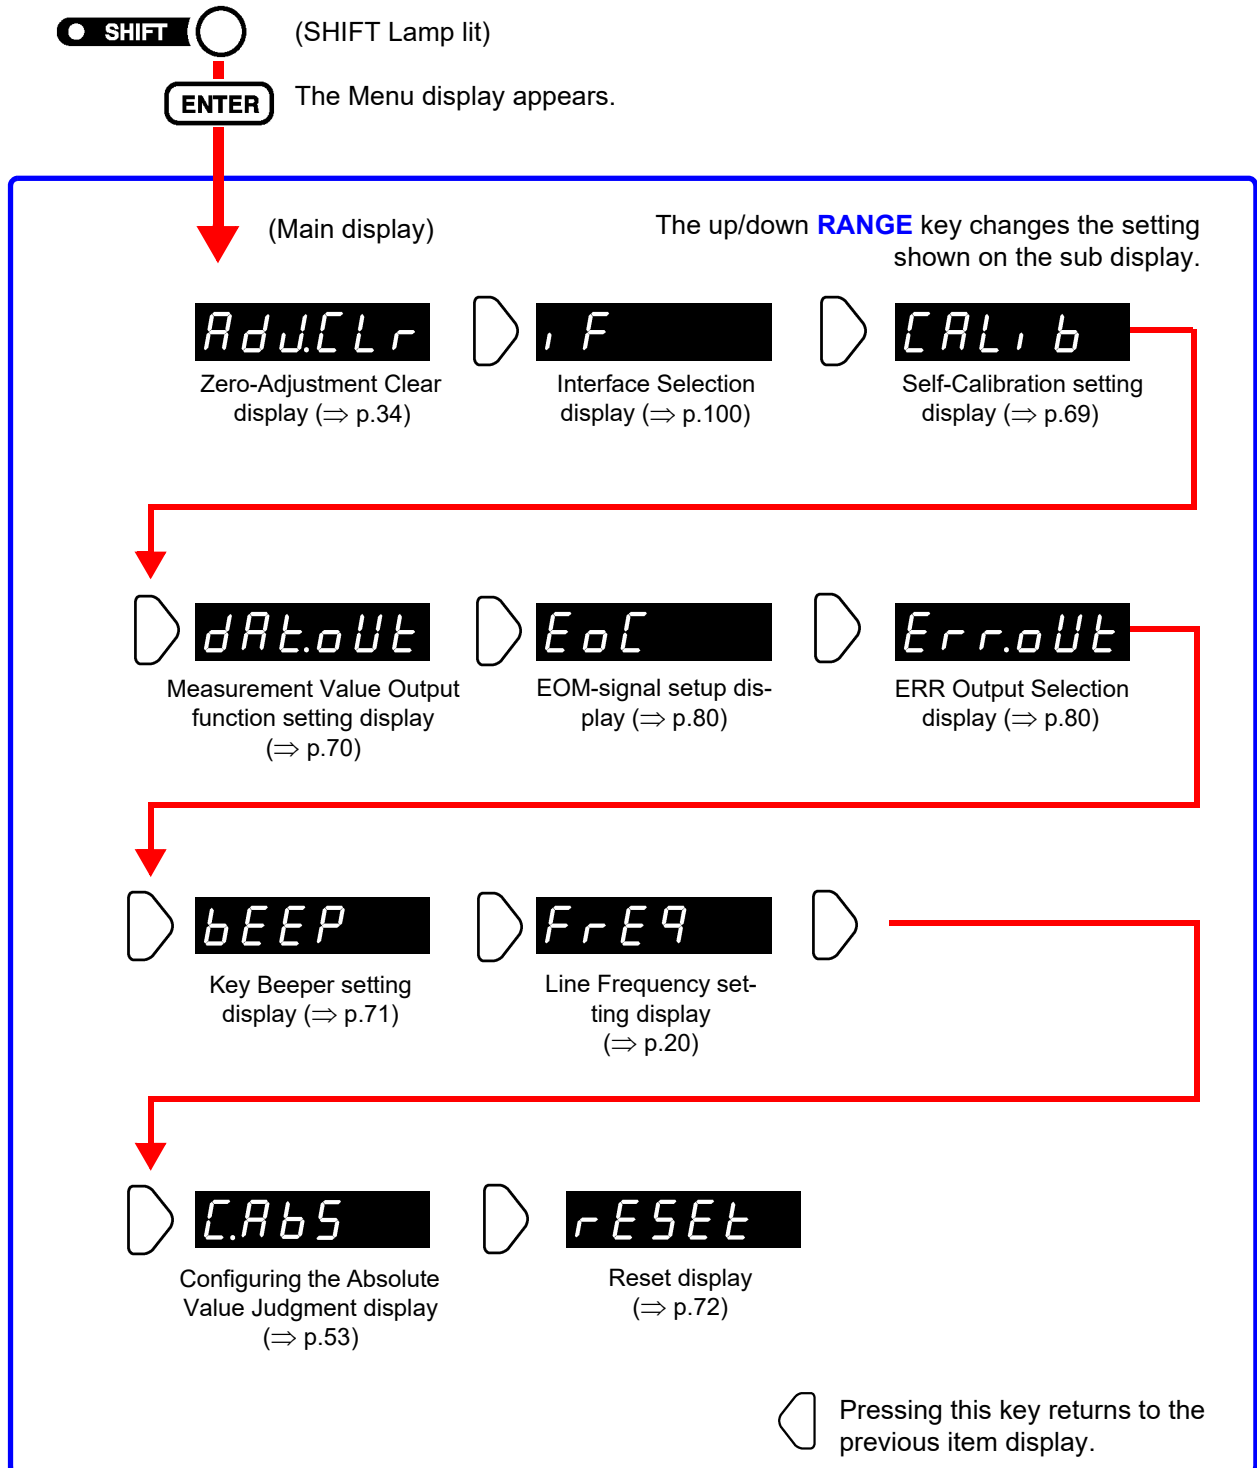 SHIFT (SHIFT Lamp lit)
ENTER The Menu display appears.
(Main display)
The up/down RANGE key changes the setting
shown on the sub display.
AdJ.CLr iF CALib
Zero-Adjustment Clear
display (⇒ p.34)
Interface Selection
display (⇒ p.100)
Self-Calibration setting
display (⇒ p.69)
dAt.oUt EoC Err.oUt
Measurement Value Output
function setting display
(⇒ p.70)
EOM-signal setup dis-
play (⇒ p.80)
ERR Output Selection
display (⇒ p.80)
bEEP FrEq
Key Beeper setting
display (⇒ p.71)
Line Frequency set-
ting display
(⇒ p.20)
C.AbS rESEt
Configuring the Absolute
Value Judgment display
(⇒ p.53)
Reset display
(⇒ p.72)
Pressing this key returns to the
previous item display.